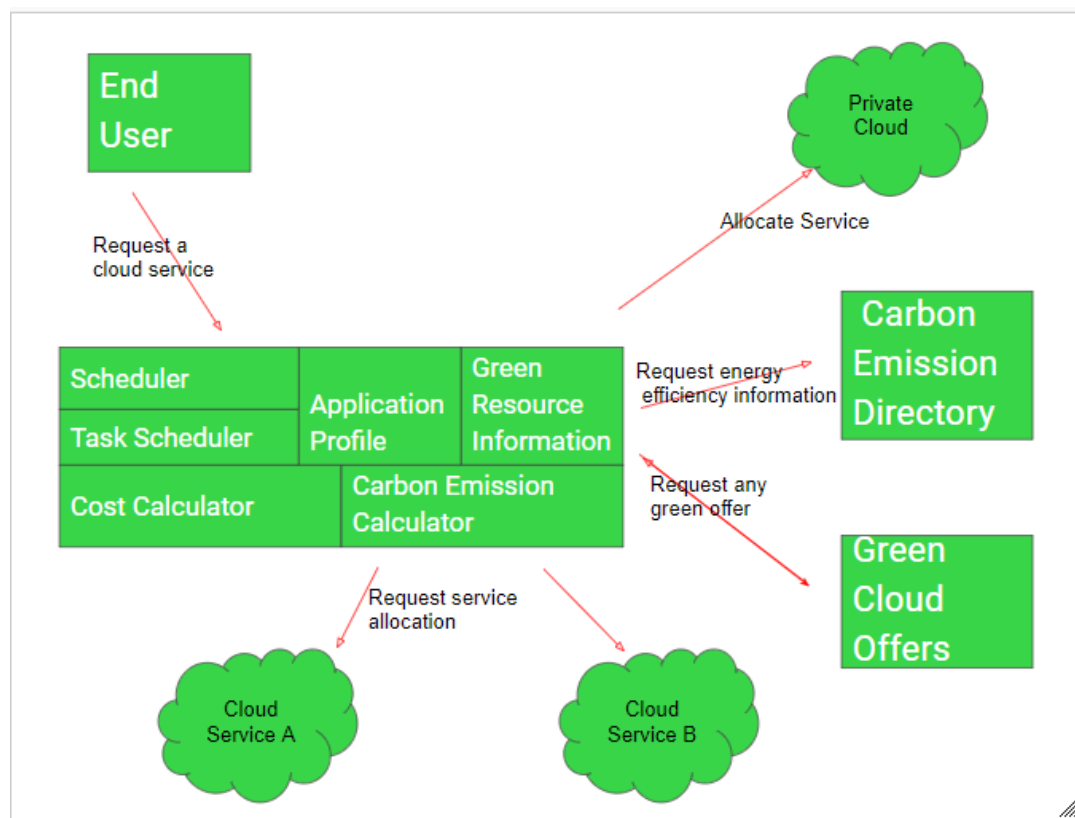 End
User
Private
Cloud
Allocate Service
Request a
cloud service
Carbon
Emission
Directory
Request energy
efficiency information
Scheduler
Task Scheduler
Application
Profile
Green
Resource
Information
Cost Calculator
Carbon Emission
Calculator
Request any
green offer
Green
Cloud
Offers
Request service
allocation
Cloud
Service A
Cloud
Service B